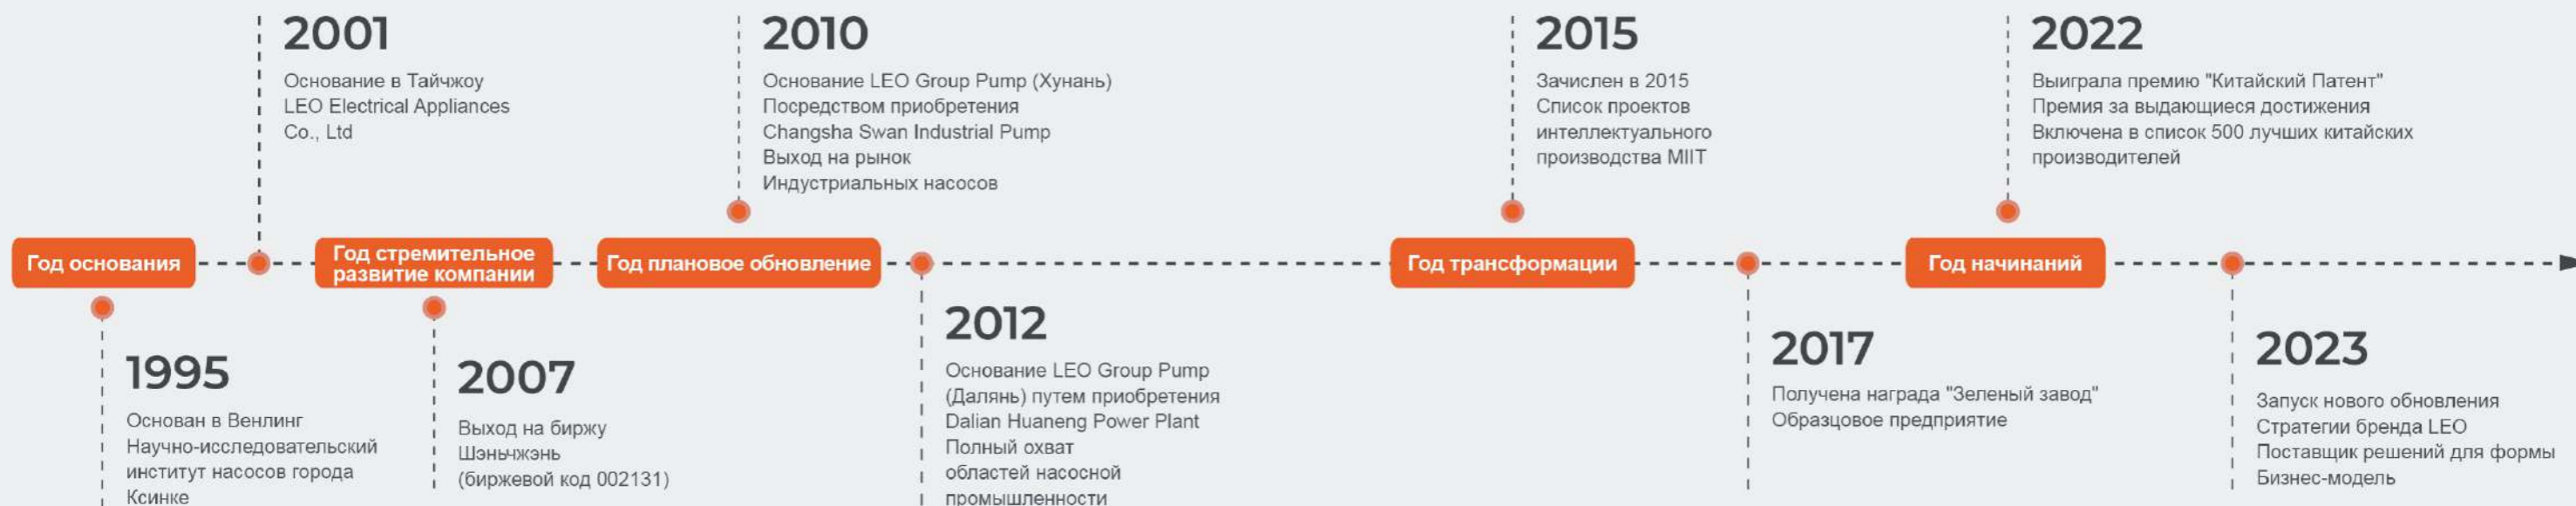 2001
Основание в Тайчжоу
LEO Electrical Appliances
Co., Ltd
2010
Основание LEO Group Pump (Хунань)
Посредством приобретения
Changsha Swan Industrial Pump
Выход на рынок
Индустриальных насосов
2015
Зачислен в 2015
Список проектов
интеллектуального
производства MIIT
2022
Выиграла премию "Китайский Патент"
Премия за выдающиеся достижения
Включена в список 500 лучших китайских
производителей
Год основания
Год стремительное
развитие компании
Год плановое обновление
Год трансформации
Год начинаний
1995
Основан в Венлинг
Научно-исследовательский
институт насосов города
Ксинке
2007
Выход на биржу
Шэньчжэнь
(биржевой код 002131)
2012
Основание LEO Group Pump
(Далянь) путем приобретения
Dalian Huaneng Power Plant
Полный охват
областей насосной
промышленности
2017
Получена награда "Зеленый завод"
Образцовое предприятие
2023
Запуск нового обновления
Стратегии бренда LEO
Поставщик решений для формы
Бизнес-модель